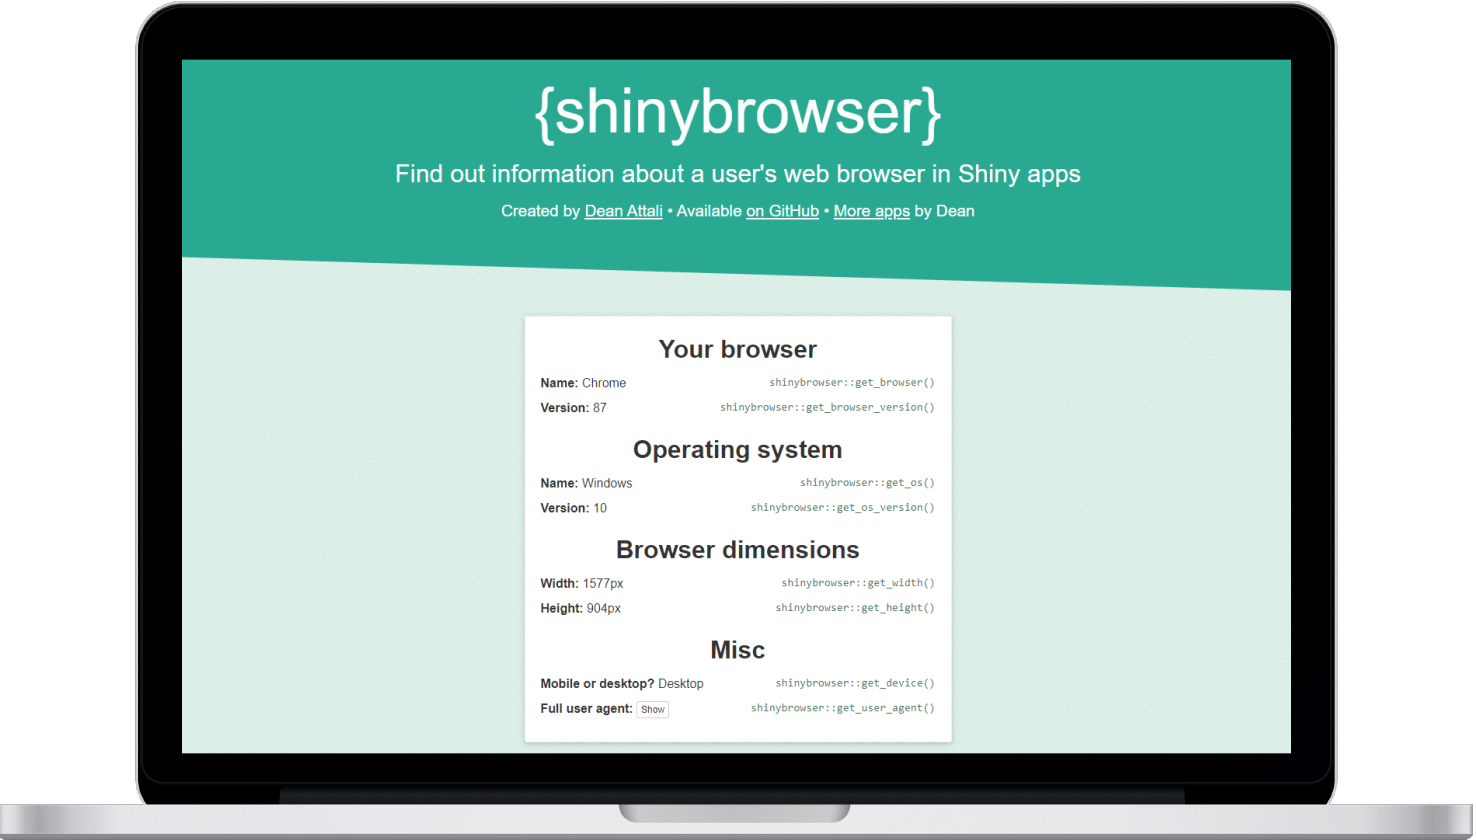 {shinybrowser}
Find out information about a user's web browser in Shiny apps
Created by Dean Attali • Available on GitHub • More apps by Dean
Your browser
Name: Chrome shinybrowser::get_browser()
Version: 87 shinybrowser::get_browser_version()
Operating system
Name: Windows shinybrowser::get_os()
Version: 10 shinybrowser::get_os_version()
Browser dimensions
Width: 1577px shinybrowser::get_width()
Height: 904px shinybrowser::get_height()
Misc
Mobile or desktop? Desktop shinybrowser::get_device()
Full user agent: Show shinybrowser::get_user_agent()